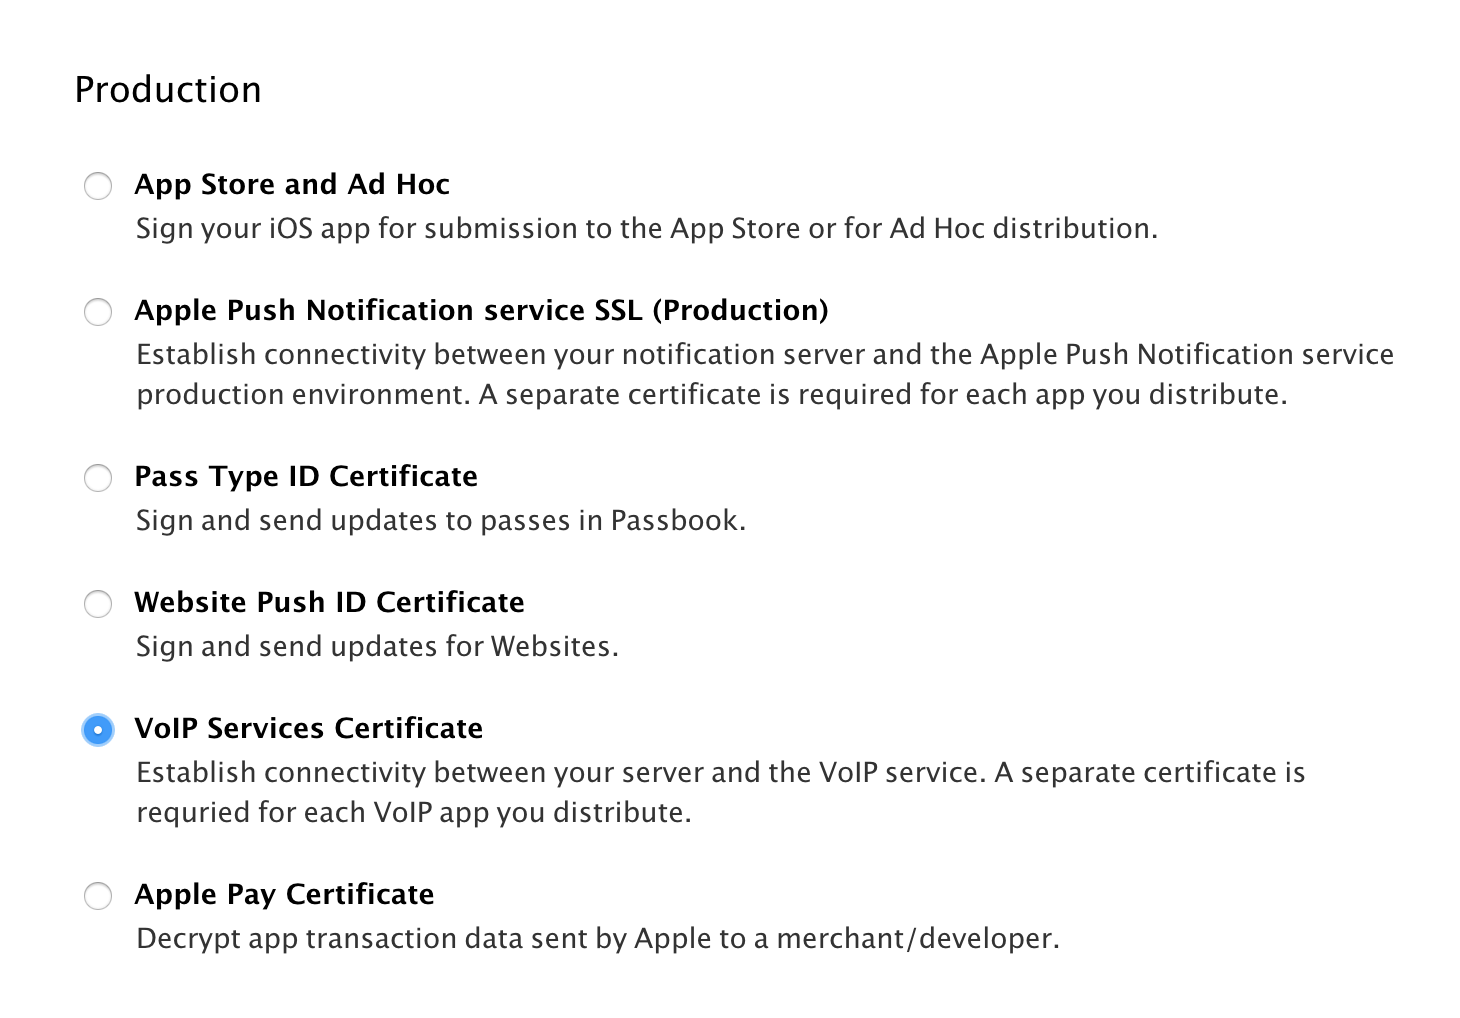 Production
App Store and Ad Hoc
Sign your iOS app for submission to the App Store or for Ad Hoc distribution.
Apple Push Notification service SSL (Production)
Establish connectivity between your notification server and the Apple Push Notification service
production environment. A separate certificate is required for each app you distribute.
Pass Type ID Certificate
Sign and send updates to passes in Passbook.
Website Push ID Certificate
Sign and send updates for Websites.
VoIP Services Certificate
Establish connectivity between your server and the VoIP service. A separate certificate is
requried for each VoIP app you distribute.
Apple Pay Certificate
Decrypt app transaction data sent by Apple to a merchant/developer.